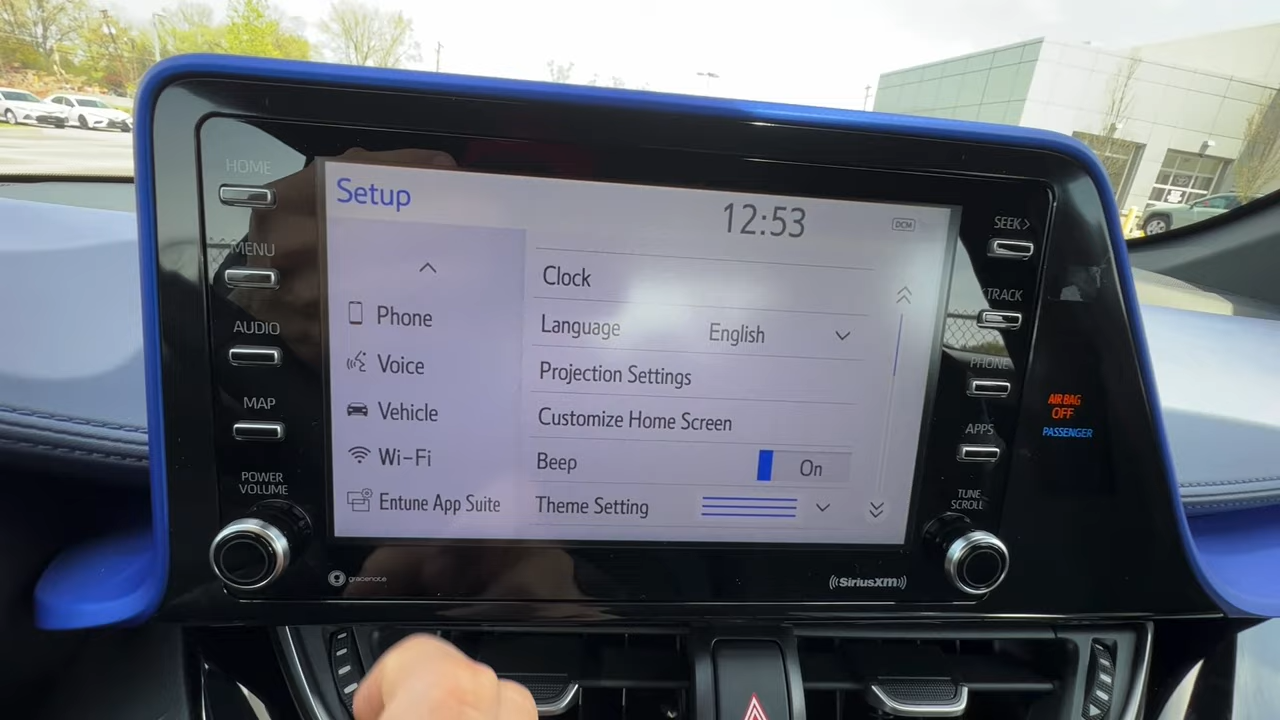 HOME
MENU
AUDIO
MAP
POWER
VOLUME
Setup
12:53
DCM
Phone
Voice
Vehicle
Wi-Fi
Entune App Suite
Clock
Language English
Projection Settings
Customize Home Screen
Beep On
Theme Setting
SEEK>
TRACK
PHONE
APPS
TUNE
SCROLL
AIR BAG
OFF
PASSENGER
gracenote
((SiriusXM))